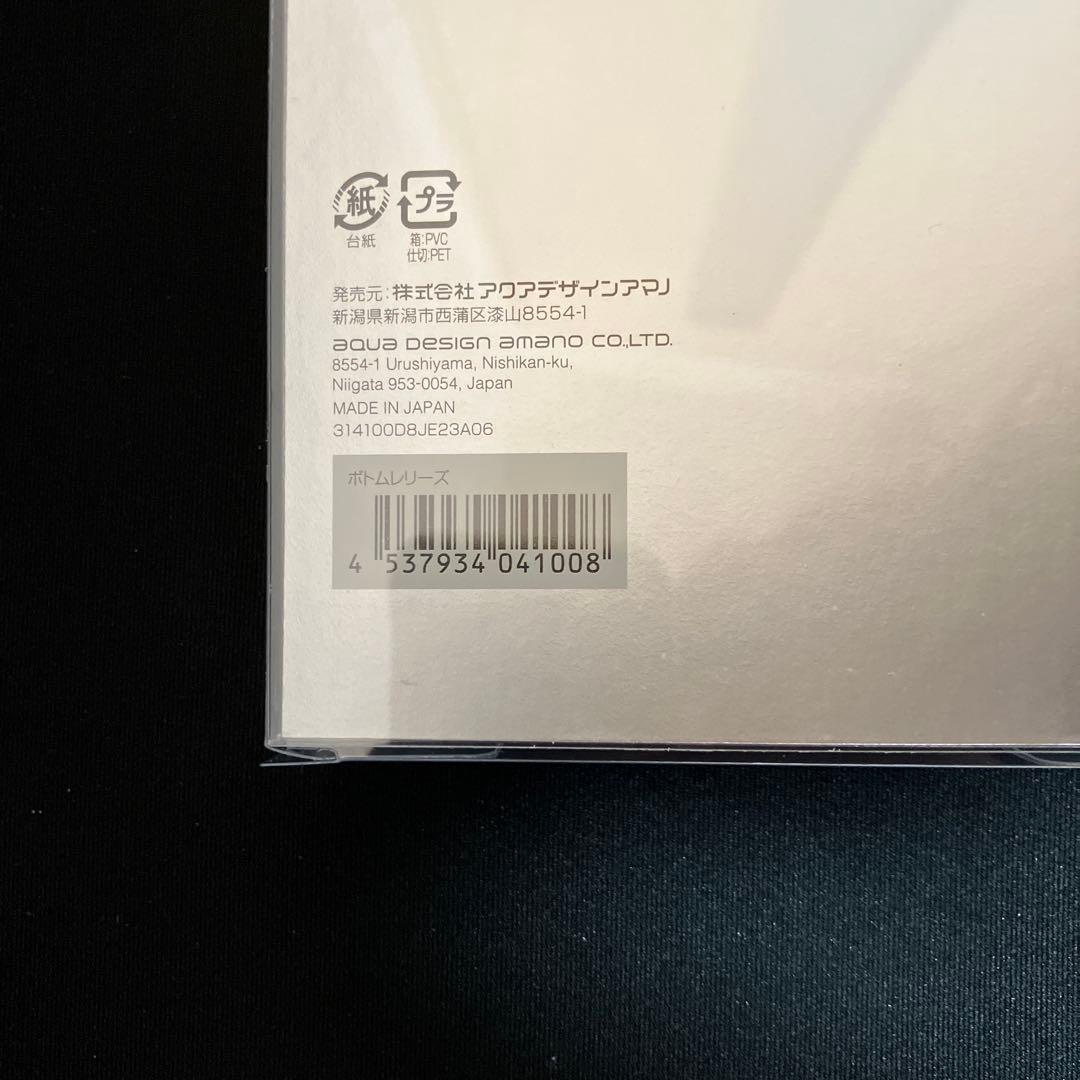 紙 プラ
台紙 箱:PVC
仕切:PET
発売元:株式会社アクアデザインアマノ
新潟県新潟市西蒲区漆山8554-1
aqua DESIGN amano CO.,LTD.
8554-1 Urushiyama, Nishikan-ku,
Niigata 953-0054, Japan
MADE IN JAPAN
314100D8JE23A06
ボトムレリーズ
4 537934 041008